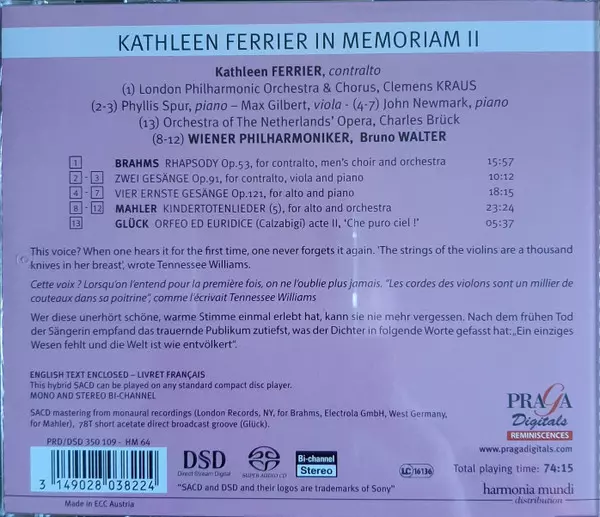 KATHLEEN FERRIER IN MEMORIAM II
Kathleen FERRIER, contralto
(1) London Philharmonic Orchestra & Chorus, Clemens KRAUS
(2-3) Phyllis Spur, piano – Max Gilbert, viola - (4-7) John Newmark, piano
(13) Orchestra of The Netherlands' Opera, Charles Brück
(8-12) WIENER PHILHARMONIKER, Bruno WALTER
1 BRAHMS RHAPSODY Op.53, for contralto, men's choir and orchestra 15:57
2 - 3 ZWEI GESÄNGE Op.91, for contralto, viola and piano 10:12
4 - 7 VIER ERNSTE GESÄNGE Op.121, for alto and piano 18:15
8 - 12 MAHLER KINDERTOTENLIEDER (5), for alto and orchestra 23:24
13 GLÜCK ORFEO ED EURIDICE (Calzabigi) acte II, 'Che puro ciel !' 05:37
This voice? When one hears it for the first time, one never forgets it again. 'The strings of the violins are a thousand
knives in her breast', wrote Tennessee Williams.
Cette voix ? Lorsqu'on l'entend pour la première fois, on ne l'oublie plus jamais. "Les cordes des violons sont un millier de
couteaux dans sa poitrine", comme l'écrivait Tennessee Williams
Wer diese unerhört schöne, warme Stimme einmal erlebt hat, kann sie nie mehr vergessen. Nach dem frühen Tod
der Sängerin empfand das trauernde Publikum zutiefst, was der Dichter in folgende Worte gefasst hat: „Ein einziges
Wesen fehlt und die Welt ist wie entvölkert".
ENGLISH TEXT ENCLOSED – LIVRET FRANÇAIS
This hybrid SACD can be played on any standard compact disc player.
MONO AND STEREO BI-CHANNEL
SACD mastering from monaural recordings (London Records, NY, for Brahms, Electrola GmbH, West Germany,
for Mahler), 78T short acetate direct broadcast groove (Glück).
PRAGA
Digitals
REMINISCENCES
www.pragadigitals.com
PRD/DSD 350 109 - HM 64
3 149028 038224
Made in ECC Austria
DSD
Direct Stream Digital
SUPER AUDIO CD
Bi-channel
Stereo
LC 16136
"SACD and DSD and their logos are trademarks of Sony"
Total playing time: 74:15
harmonia mundi
distribution